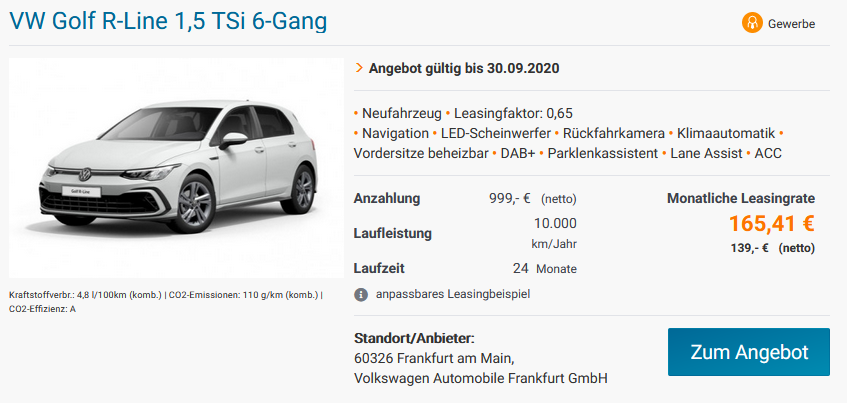 VW Golf R-Line 1,5 TSi 6-Gang
Gewerbe
Golf R-Line
Kraftstoffverbr.: 4,8 l/100km (komb.) | CO2-Emissionen: 110 g/km (komb.) |
CO2-Effizienz: A
> Angebot gültig bis 30.09.2020
• Neufahrzeug • Leasingfaktor: 0,65
• Navigation • LED-Scheinwerfer • Rückfahrkamera • Klimaautomatik •
Vordersitze beheizbar • DAB+ • Parklenkassistent • Lane Assist • ACC
Anzahlung 999,- € (netto)
Laufleistung 10.000
km/Jahr
Laufzeit 24 Monate
i anpassbares Leasingbeispiel
Monatliche Leasingrate
165,41 €
139,- € (netto)
Standort/Anbieter:
60326 Frankfurt am Main,
Volkswagen Automobile Frankfurt GmbH
Zum Angebot